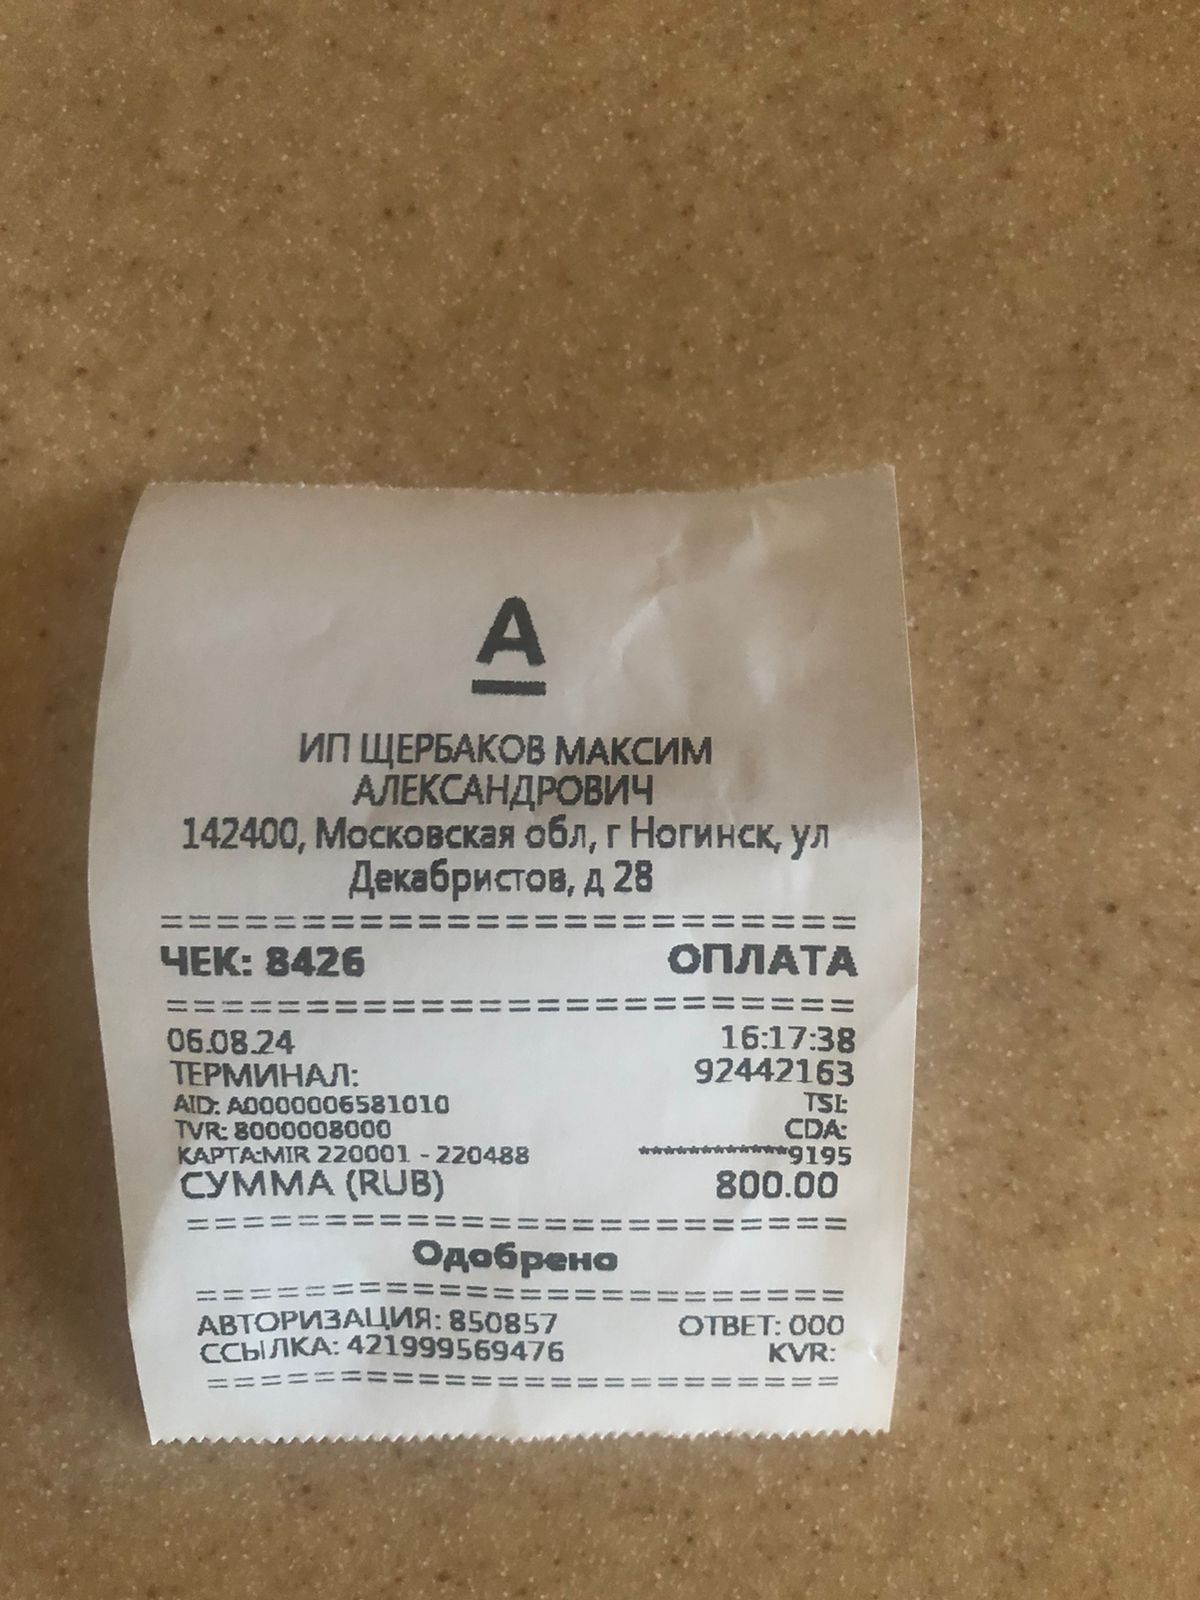 А
ИП ЩЕРБАКОВ МАКСИМ
АЛЕКСАНДРОВИЧ
142400, Московская обл, г Ногинск, ул
Декабристов, д 28
==========================
ЧЕК: 8426 ОПЛАТА
==========================
06.08.24 16:17:38
ТЕРМИНАЛ: 92442163
AID: A0000006581010 TSI:
TVR: 8000008000 CDA:
КАРТА:MIR 220001 - 220488 ************9195
СУММА (RUB) 800.00
==========================
Одобрено
==========================
АВТОРИЗАЦИЯ: 850857 ОТВЕТ: 000
ССЫЛКА: 421999569476 KVR:
==========================